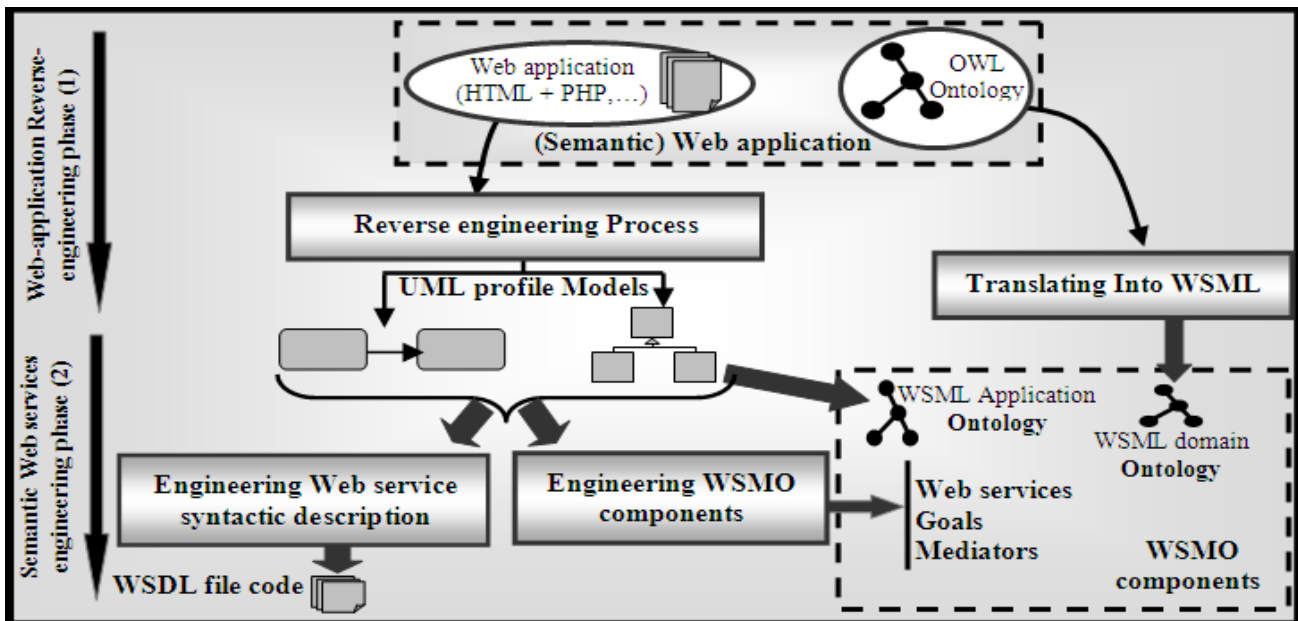 Web-application Reverse-
engineering phase (1)
Semantic Web services
engineering phase (2)
Web application
(HTML + PHP,…)
OWL
Ontology
(Semantic) Web application
Reverse engineering Process
UML profile Models
Translating Into WSML
WSML Application
Ontology
WSML domain
Ontology
Engineering Web service
syntactic description
Engineering WSMO
components
Web services
Goals
Mediators
WSMO
components
WSDL file code